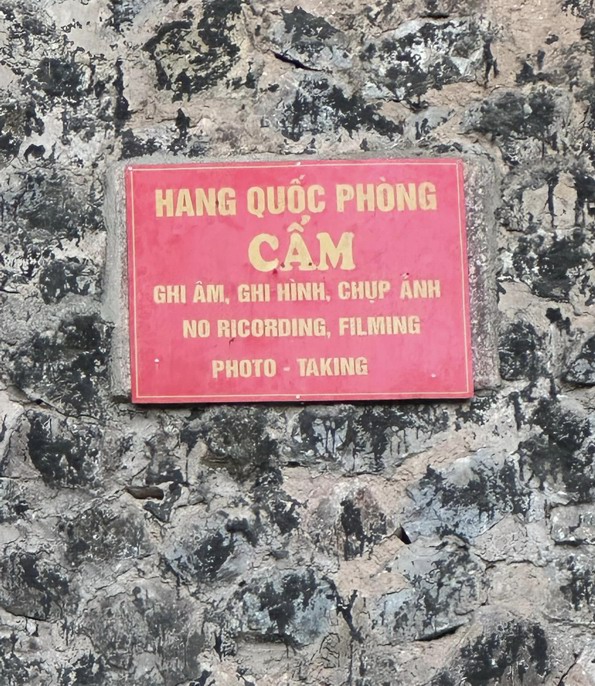 HANG QUỐC PHÒNG
CẤM
GHI ÂM, GHI HÌNH, CHỤP ẢNH
NO RICORDING, FILMING
PHOTO - TAKING